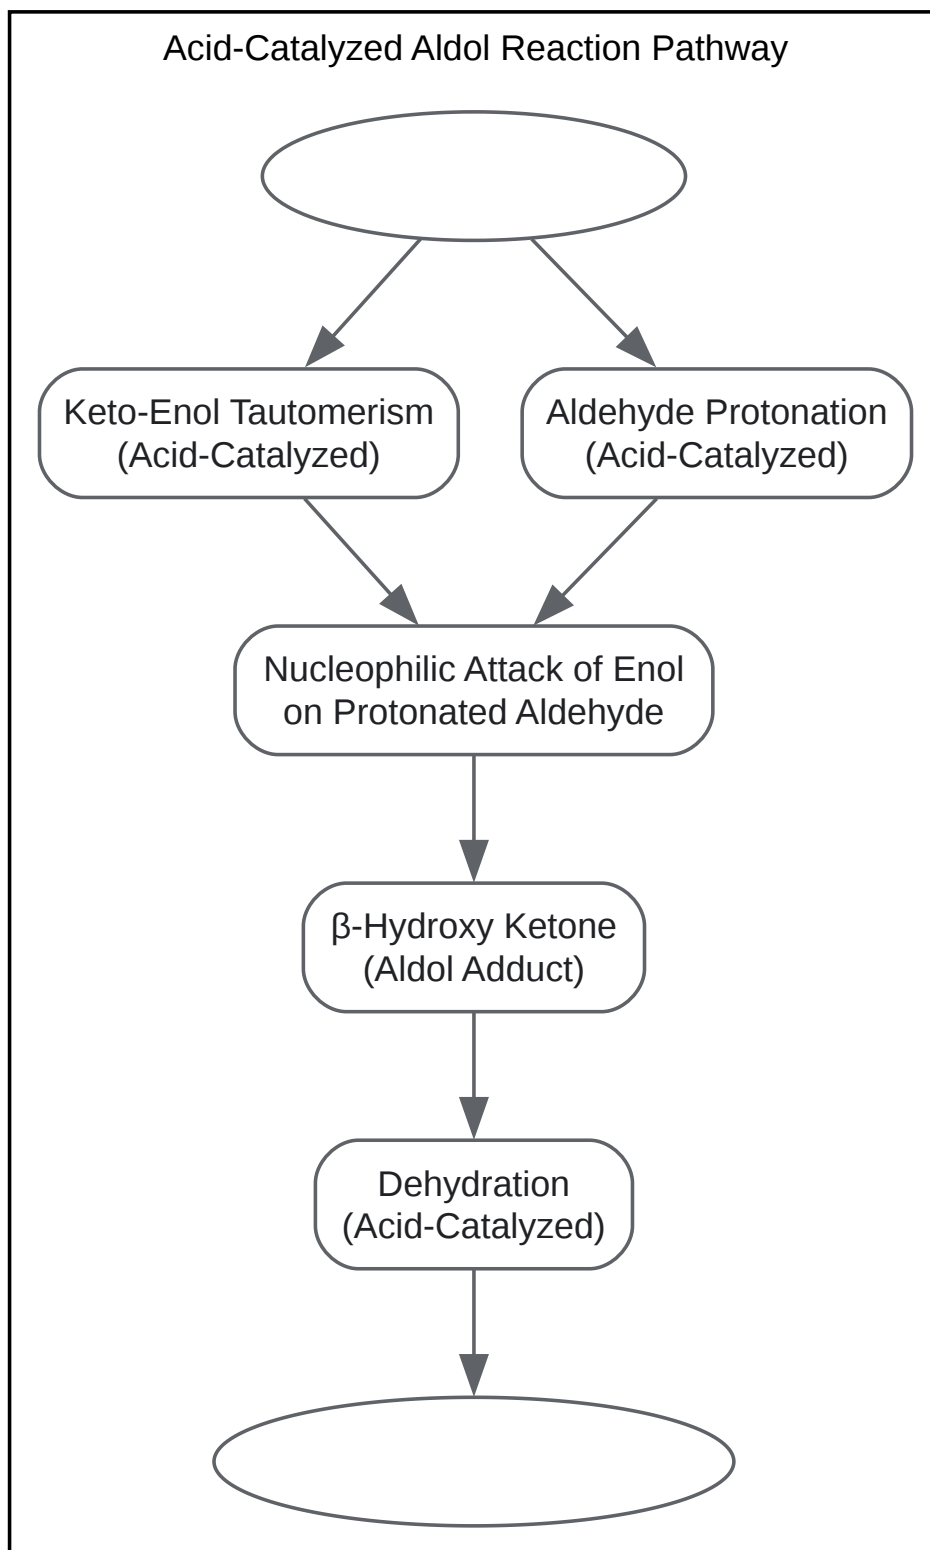 Acid-Catalyzed Aldol Reaction Pathway
Keto-Enol Tautomerism
(Acid-Catalyzed)
Aldehyde Protonation
(Acid-Catalyzed)
Nucleophilic Attack of Enol
on Protonated Aldehyde
β-Hydroxy Ketone
(Aldol Adduct)
Dehydration
(Acid-Catalyzed)